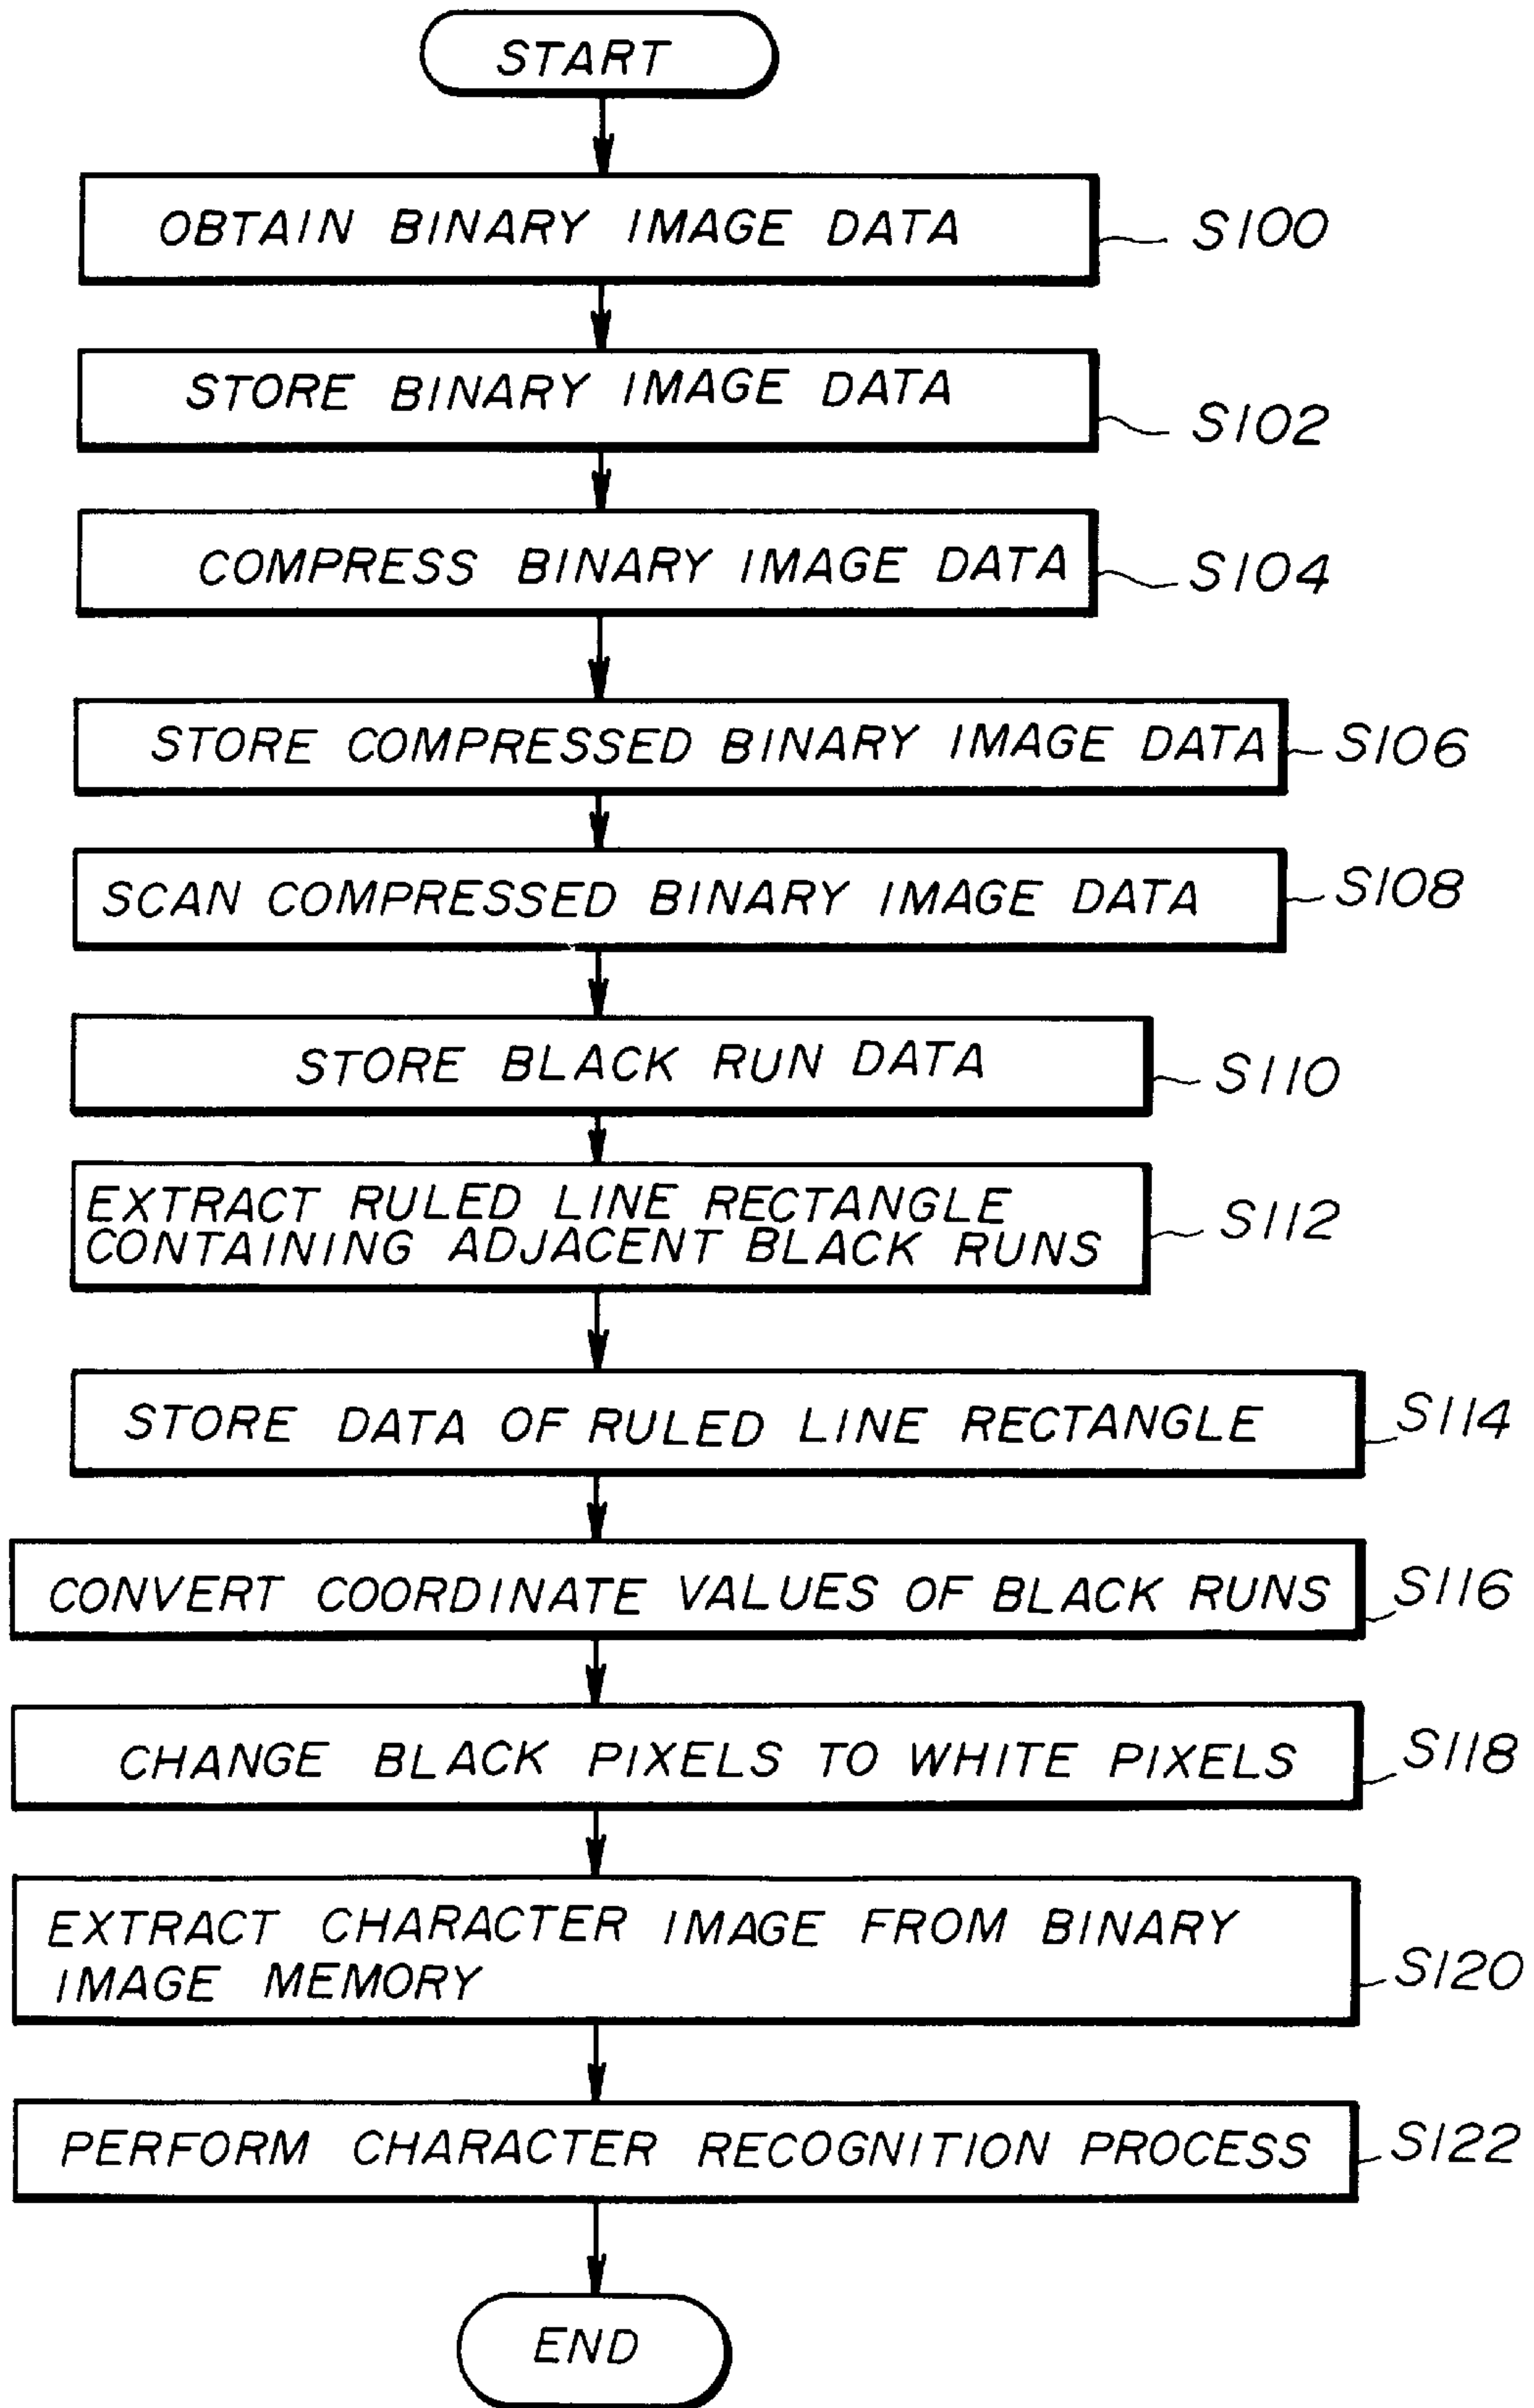 START
OBTAIN BINARY IMAGE DATA S100
STORE BINARY IMAGE DATA S102
COMPRESS BINARY IMAGE DATA S104
STORE COMPRESSED BINARY IMAGE DATA S106
SCAN COMPRESSED BINARY IMAGE DATA S108
STORE BLACK RUN DATA S110
EXTRACT RULED LINE RECTANGLE
CONTAINING ADJACENT BLACK RUNS S112
STORE DATA OF RULED LINE RECTANGLE S114
CONVERT COORDINATE VALUES OF BLACK RUNS S116
CHANGE BLACK PIXELS TO WHITE PIXELS S118
EXTRACT CHARACTER IMAGE FROM BINARY
IMAGE MEMORY S120
PERFORM CHARACTER RECOGNITION PROCESS S122
END